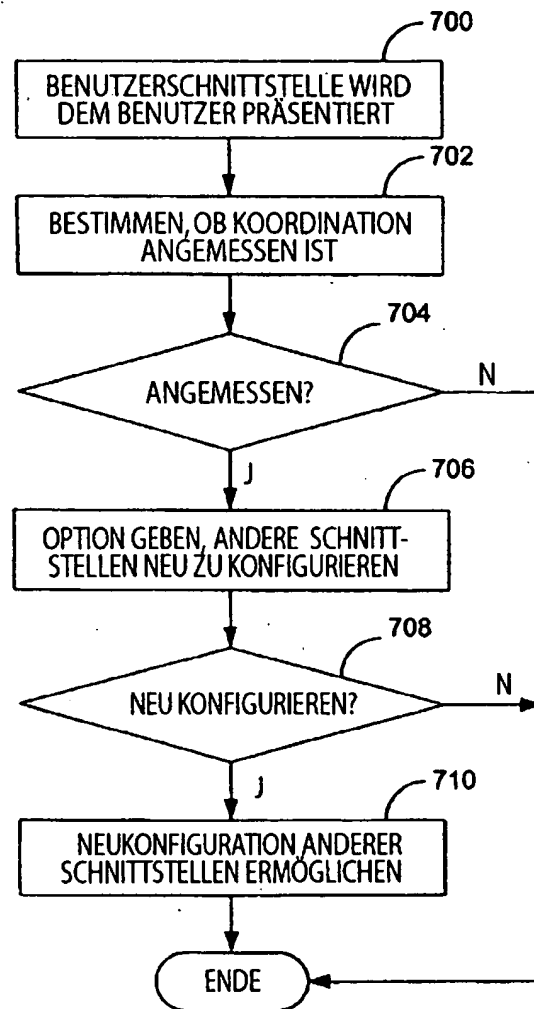 700
BENUTZERSCHNITTSTELLE WIRD
DEM BENUTZER PRÄSENTIERT
702
BESTIMMEN, OB KOORDINATION
ANGEMESSEN IST
704
ANGEMESSEN?
N
J
706
OPTION GEBEN, ANDERE SCHNITT-
STELLEN NEU ZU KONFIGURIEREN
708
NEU KONFIGURIEREN?
N
J
710
NEUKONFIGURATION ANDERER
SCHNITTSTELLEN ERMÖGLICHEN
ENDE